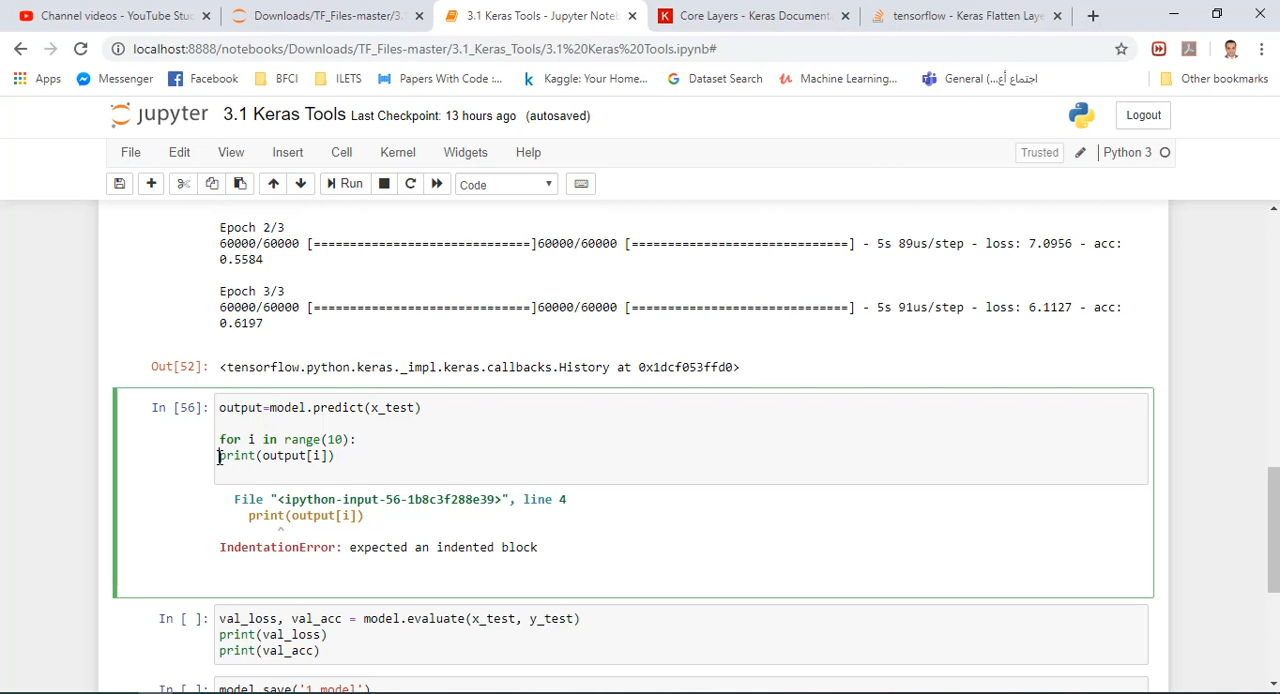 Channel videos - YouTube Stu
Downloads/TF_Files-master/3.
3.1 Keras Tools - Jupyter Noteb
Core Layers - Keras Document
tensorflow - Keras Flatten Laye
localhost:8888/notebooks/Downloads/TF_Files-master/3.1_Keras_Tools/3.1%20Keras%20Tools.ipynb#
Apps
Messenger
Facebook
BFCI
ILETS
Papers With Code :...
Kaggle: Your Home...
Dataset Search
Machine Learning,...
General (...اجتماع أع
Other bookmarks
jupyter 3.1 Keras Tools Last Checkpoint: 13 hours ago (autosaved)
Logout
File Edit View Insert Cell Kernel Widgets Help
Trusted
Python 3
Run
Code
Epoch 2/3
60000/60000 [==============================]60000/60000 [==============================] - 5s 89us/step - loss: 7.0956 - acc:
0.5584
Epoch 3/3
60000/60000 [==============================]60000/60000 [==============================] - 5s 91us/step - loss: 6.1127 - acc:
0.6197
Out[52]: <tensorflow.python.keras._impl.keras.callbacks.History at 0x1dcf053ffd0>
In [56]: output=model.predict(x_test)
for i in range(10):
print(output[i])
File "<ipython-input-56-1b8c3f288e39>", line 4
print(output[i])
^
IndentationError: expected an indented block
In [ ]: val_loss, val_acc = model.evaluate(x_test, y_test)
print(val_loss)
print(val_acc)
In [ ]: model.save('1.model')